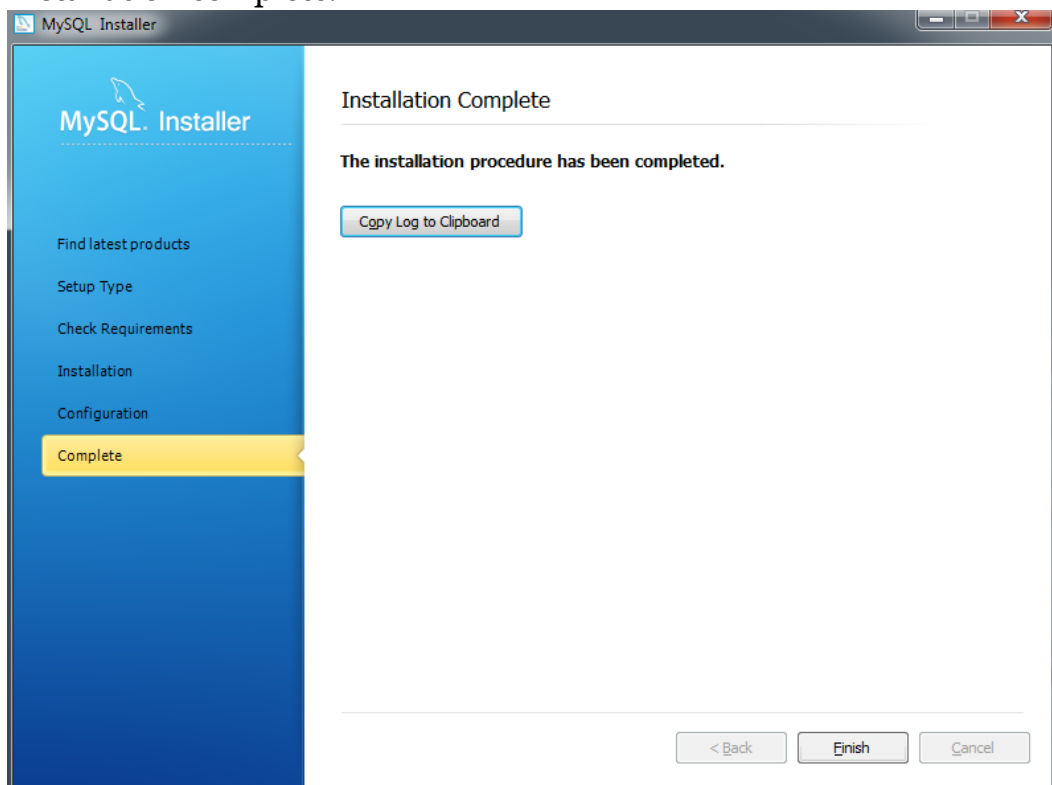 MySQL Installer
MySQL. Installer
Find latest products
Setup Type
Check Requirements
Installation
Configuration
Complete
Installation Complete
The installation procedure has been completed.
Copy Log to Clipboard
< Back
Finish
Cancel